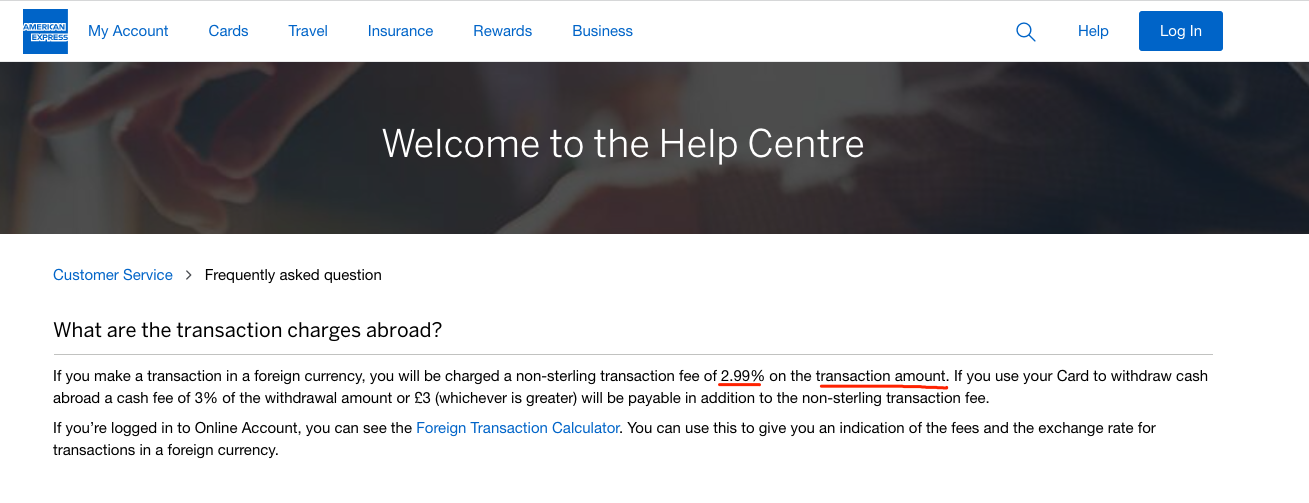 AMERICAN
EXPRESS
My Account Cards Travel Insurance Rewards Business Help Log In
Welcome to the Help Centre
Customer Service > Frequently asked question
What are the transaction charges abroad?
If you make a transaction in a foreign currency, you will be charged a non-sterling transaction fee of 2.99% on the transaction amount. If you use your Card to withdraw cash
abroad a cash fee of 3% of the withdrawal amount or £3 (whichever is greater) will be payable in addition to the non-sterling transaction fee.
If you’re logged in to Online Account, you can see the Foreign Transaction Calculator. You can use this to give you an indication of the fees and the exchange rate for
transactions in a foreign currency.